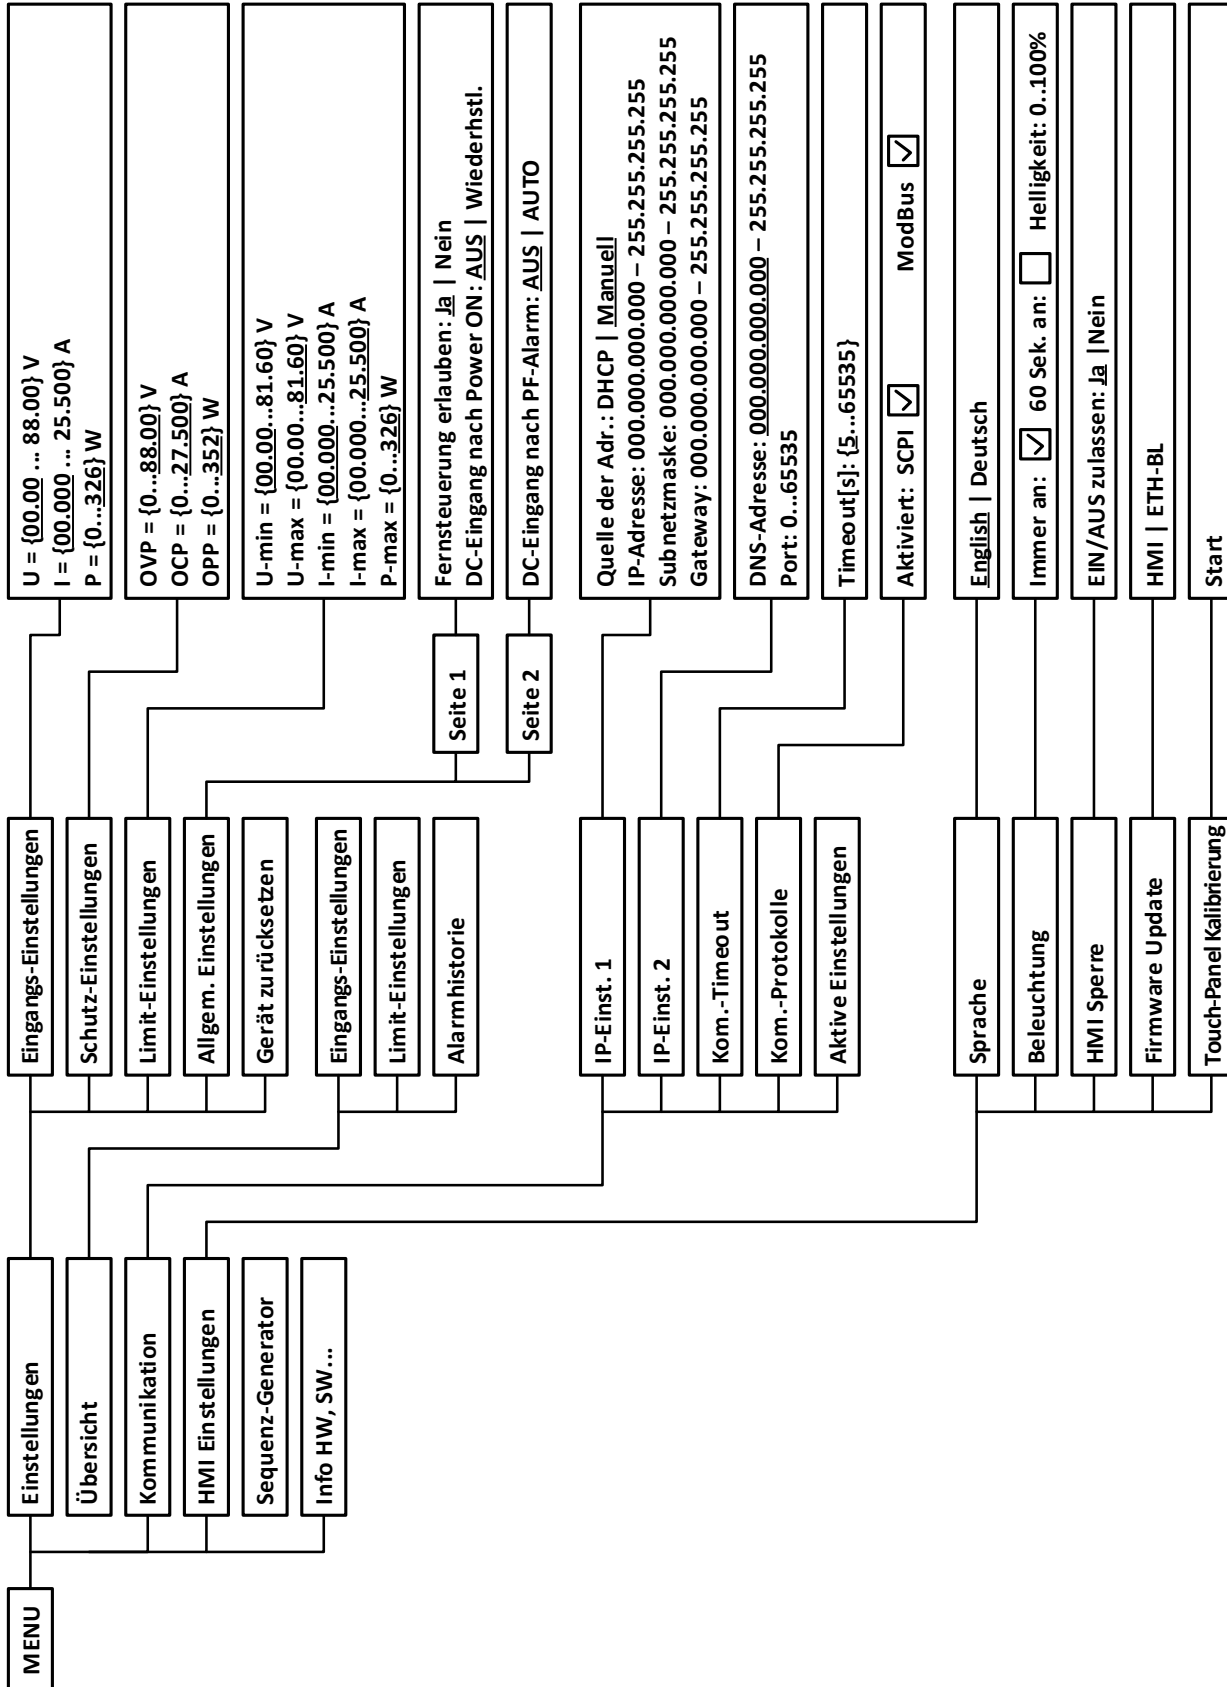 MENU
Einstellungen
Übersicht
Kommunikation
HMI Einstellungen
Sequenz-Generator
Info HW, SW...
Eingangs-Einstellungen
Schutz-Einstellungen
Limit-Einstellungen
Allgem. Einstellungen
Gerät zurücksetzen
Eingangs-Einstellungen
Limit-Einstellungen
Alarmhistorie
IP-Einst. 1
IP-Einst. 2
Kom.-Timeout
Kom.-Protokolle
Aktive Einstellungen
Sprache
Beleuchtung
HMI Sperre
Firmware Update
Touch-Panel Kalibrierung
Seite 1
Seite 2
U = {00.00 ... 88.00} V
I = {00.000 ... 25.500} A
P = {0...326} W
OVP = {0...88.00} V
OCP = {0...27.500} A
OPP = {0...352} W
U-min = {00.00...81.60} V
U-max = {00.00...81.60} V
I-min = {00.000...25.500} A
I-max = {00.000...25.500} A
P-max = {0...326} W
Fernsteuerung erlauben: Ja | Nein
DC-Eingang nach Power ON: AUS | Wiederhstl.
DC-Eingang nach PF-Alarm: AUS | AUTO
Quelle der Adr.: DHCP | Manuell
IP-Adresse: 000.000.000.000 – 255.255.255.255
Subnetzmaske: 000.000.000.000 – 255.255.255.255
Gateway: 000.000.000.000 – 255.255.255.255
DNS-Adresse: 000.000.000.000 – 255.255.255.255
Port: 0...65535
Timeout[s]: {5...65535}
Aktiviert: SCPI ModBus
English | Deutsch
Immer an: 60 Sek. an: Helligkeit: 0..100%
EIN/AUS zulassen: Ja |Nein
HMI | ETH-BL
Start